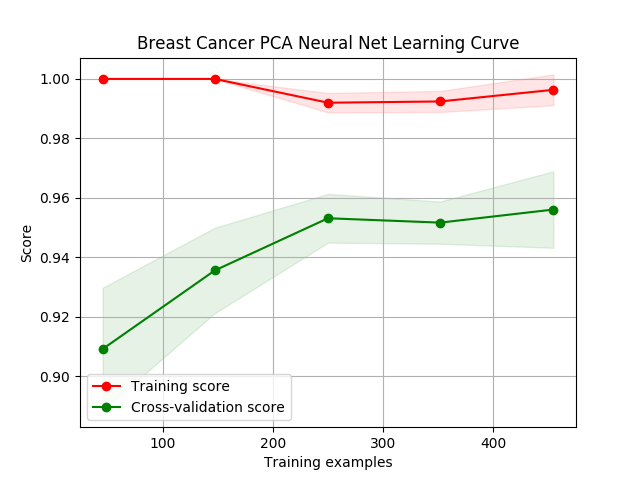 Breast Cancer PCA Neural Net Learning Curve
1.00
0.98
0.96
0.94
0.92
0.90
Score
Training score
Cross-validation score
100
200
300
400
Training examples